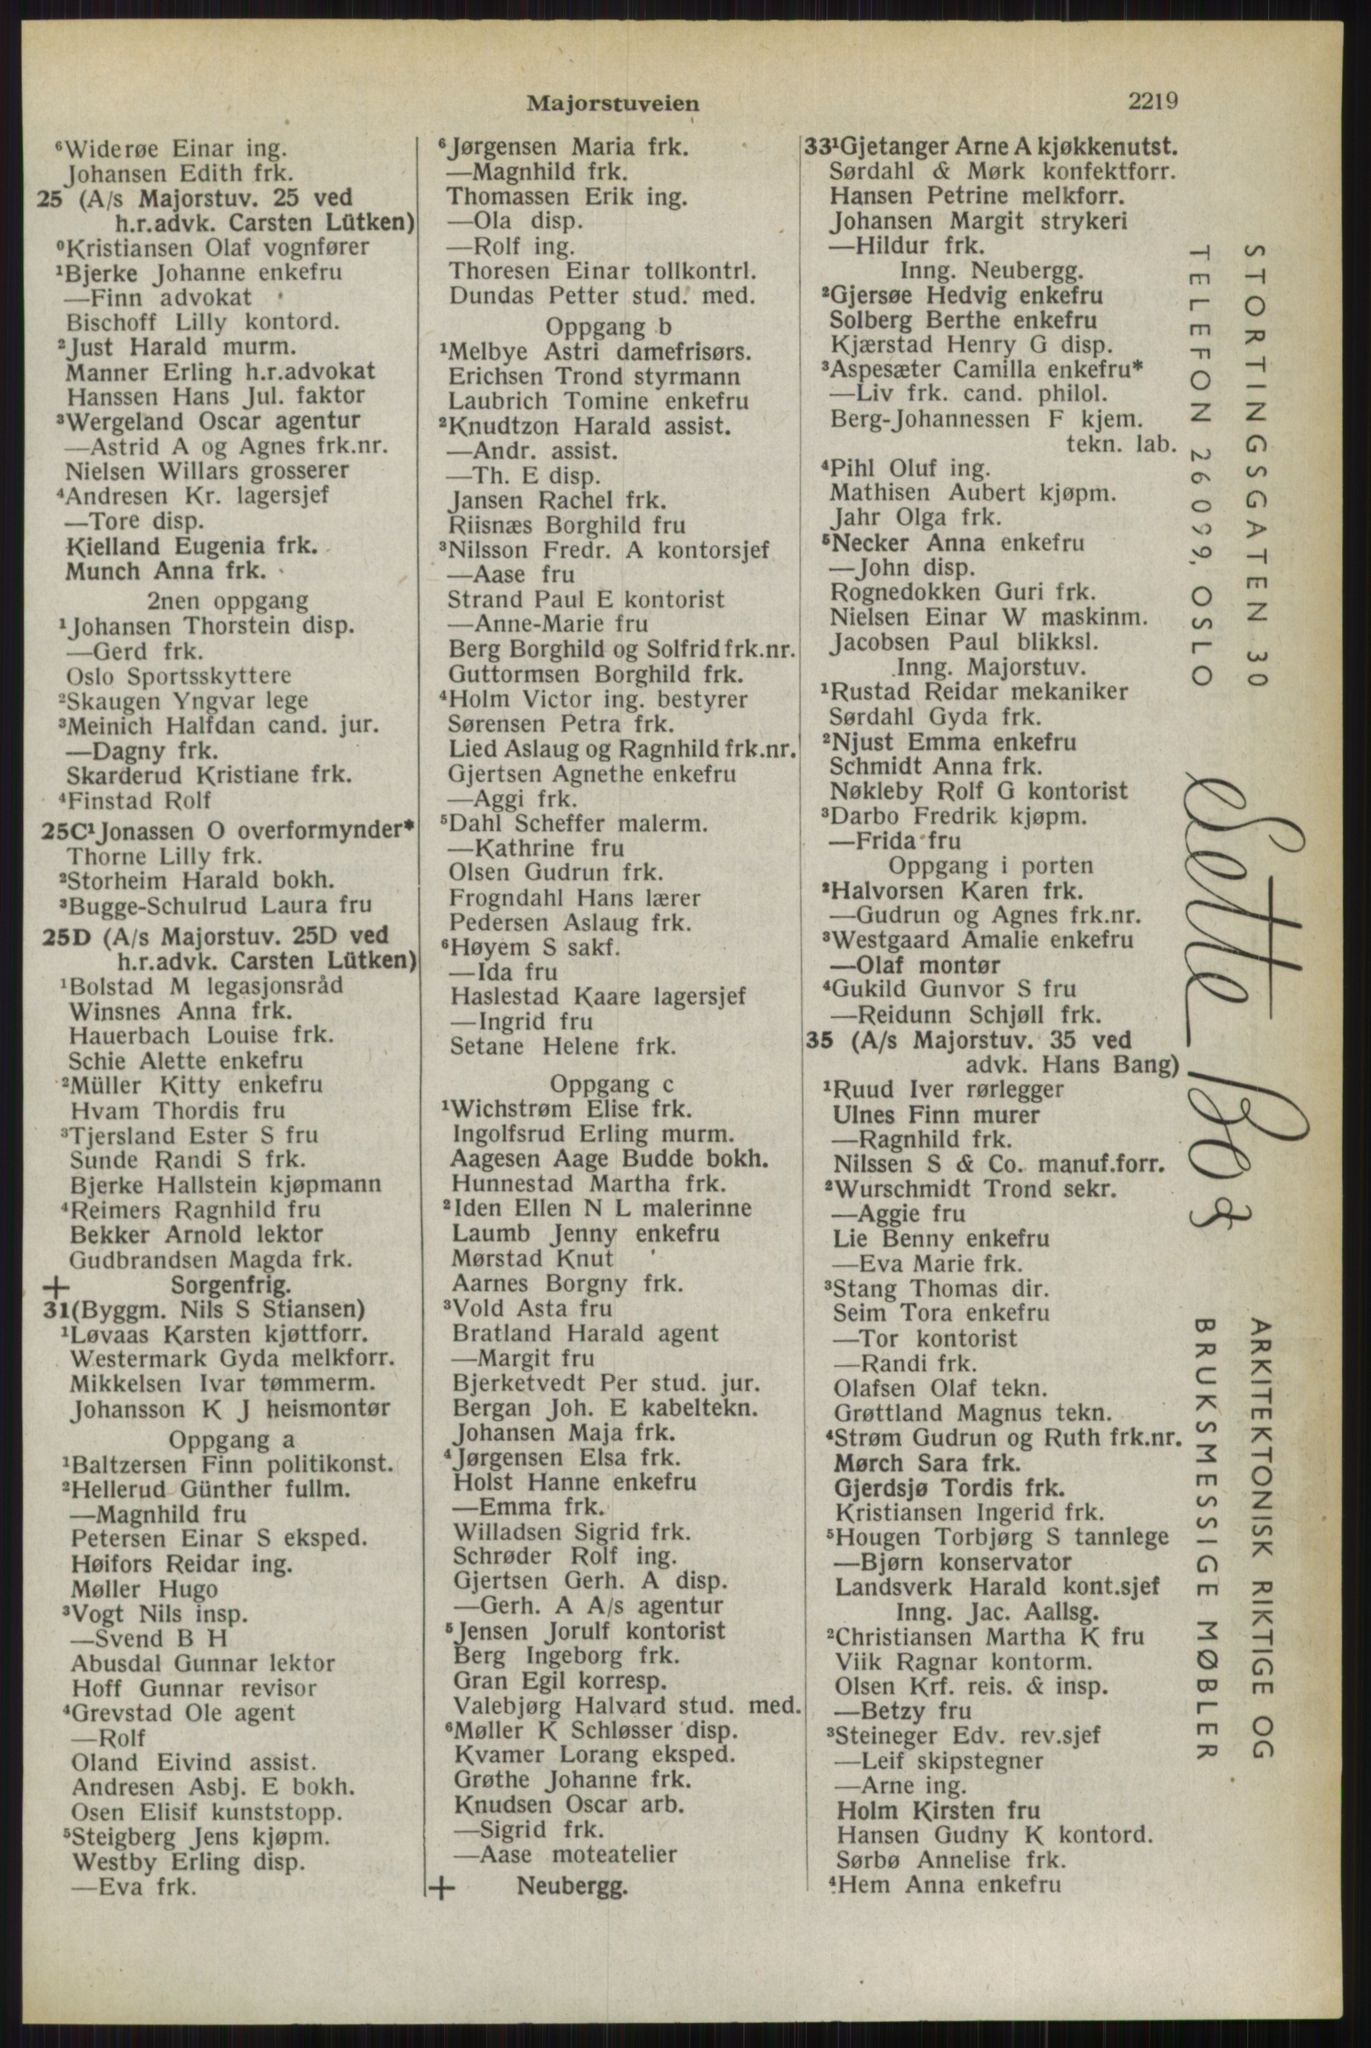 Majorstuveien
2219
⁶Widerøe Einar ing.
Johansen Edith frk.
25 (A/s Majorstuv. 25 ved
h.r.advk. Carsten Lütken)
⁰Kristiansen Olaf vognfører
¹Bjerke Johanne enkefru
—Finn advokat
Bischoff Lilly kontord.
²Just Harald murm.
Manner Erling h.r.advokat
Hanssen Hans Jul. faktor
³Wergeland Oscar agentur
—Astrid A og Agnes frk.nr.
Nielsen Willars grosserer
⁴Andresen Kr. lagersjef
—Tore disp.
Kielland Eugenia frk.
Munch Anna frk.
2nen oppgang
¹Johansen Thorstein disp.
—Gerd frk.
Oslo Sportsskyttere
²Skaugen Yngvar lege
³Meinich Halfdan cand. jur.
—Dagny frk.
Skarderud Kristiane frk.
⁴Finstad Rolf
25C¹Jonassen O overformynder*
Thorne Lilly frk.
²Storheim Harald bokh.
³Bugge-Schulrud Laura fru
25D (A/s Majorstuv. 25D ved
h.r.advk. Carsten Lütken)
¹Bolstad M legasjonsråd
Winsnes Anna frk.
Hauerbach Louise frk.
Schie Alette enkefru
²Müller Kitty enkefru
Hvam Thordis fru
³Tjersland Ester S fru
Sunde Randi S frk.
Bjerke Hallstein kjøpmann
⁴Reimers Ragnhild fru
Bekker Arnold lektor
Gudbrandsen Magda frk.
+ Sorgenfrig.
31(Byggm. Nils S Stiansen)
¹Løvaas Karsten kjøttforr.
Westermark Gyda melkforr.
Mikkelsen Ivar tømmerm.
Johansson K J heismontør
Oppgang a
¹Baltzersen Finn politikonst.
²Hellerud Günther fullm.
—Magnhild fru
Petersen Einar S eksped.
Høifors Reidar ing.
Møller Hugo
³Vogt Nils insp.
—Svend B H
Abusdal Gunnar lektor
Hoff Gunnar revisor
⁴Grevstad Ole agent
—Rolf
Oland Eivind assist.
Andresen Asbj. E bokh.
Osen Elisif kunststopp.
⁵Steigberg Jens kjøpm.
Westby Erling disp.
—Eva frk.
⁶Jørgensen Maria frk.
—Magnhild frk.
Thomassen Erik ing.
—Ola disp.
—Rolf ing.
Thoresen Einar tollkontrl.
Dundas Petter stud. med.
Oppgang b
¹Melbye Astri damefrisørs.
Erichsen Trond styrmann
Laubrich Tomine enkefru
²Knudtzon Harald assist.
—Andr. assist.
—Th. E disp.
Jansen Rachel frk.
Riisnæs Borghild fru
³Nilsson Fredr. A kontorsjef
—Aase fru
Strand Paul E kontorist
—Anne-Marie fru
Berg Borghild og Solfrid frk.nr.
Guttormsen Borghild frk.
⁴Holm Victor ing. bestyrer
Sørensen Petra frk.
Lied Aslaug og Ragnhild frk.nr.
Gjertsen Agnethe enkefru
—Aggi frk.
⁵Dahl Scheffer malerm.
—Kathrine fru
Olsen Gudrun frk.
Frogndahl Hans lærer
Pedersen Aslaug frk.
⁶Høyem S sakf.
—Ida fru
Haslestad Kaare lagersjef
—Ingrid fru
Setane Helene frk.
Oppgang c
¹Wichstrøm Elise frk.
Ingolfsrud Erling murm.
Aagesen Aage Budde bokh.
Hunnestad Martha frk.
²Iden Ellen N L malerinne
Laumb Jenny enkefru
Mørstad Knut
Aarnes Borgny frk.
³Vold Asta fru
Bratland Harald agent
—Margit fru
Bjerketvedt Per stud. jur.
Bergan Joh. E kabeltekn.
Johansen Maja frk.
⁴Jørgensen Elsa frk.
Holst Hanne enkefru
—Emma frk.
Willadsen Sigrid frk.
Schrøder Rolf ing.
Gjertsen Gerh. A disp.
—Gerh. A A/s agentur
⁵Jensen Jorulf kontorist
Berg Ingeborg frk.
Gran Egil korresp.
Valebjørg Halvard stud. med.
⁶Møller K Schløsser disp.
Kvamer Lorang eksped.
Grøthe Johanne frk.
Knudsen Oscar arb.
—Sigrid frk.
—Aase moteatelier
+ Neubergg.
33¹Gjetanger Arne A kjøkkenutst.
Sørdahl & Mørk konfektforr.
Hansen Petrine melkforr.
Johansen Margit strykeri
—Hildur frk.
Inng. Neubergg.
²Gjersøe Hedvig enkefru
Solberg Berthe enkefru
Kjærstad Henry G disp.
³Aspesæter Camilla enkefru*
—Liv frk. cand. philol.
Berg-Johannessen F kjem.
tekn. lab.
⁴Pihl Oluf ing.
Mathisen Aubert kjøpm.
Jahr Olga frk.
⁵Necker Anna enkefru
—John disp.
Rognedokken Guri frk.
Nielsen Einar W maskinm.
Jacobsen Paul blikksl.
Inng. Majorstuv.
¹Rustad Reidar mekaniker
Sørdahl Gyda frk.
²Njust Emma enkefru
Schmidt Anna frk.
Nøkleby Rolf G kontorist
³Darbo Fredrik kjøpm.
—Frida fru
Oppgang i porten
²Halvorsen Karen frk.
—Gudrun og Agnes frk.nr.
³Westgaard Amalie enkefru
—Olaf montør
⁴Gukild Gunvor S fru
—Reidunn Schjøll frk.
35 (A/s Majorstuv. 35 ved
advk. Hans Bang)
¹Ruud Iver rørlegger
Ulnes Finn murer
—Ragnhild frk.
Nilssen S & Co. manuf.forr.
²Wurschmidt Trond sekr.
—Aggie fru
Lie Benny enkefru
—Eva Marie frk.
³Stang Thomas dir.
Seim Tora enkefru
—Tor kontorist
—Randi frk.
Olafsen Olaf tekn.
Grøttland Magnus tekn.
⁴Strøm Gudrun og Ruth frk.nr.
Mørch Sara frk.
Gjerdsjø Tordis frk.
Kristiansen Ingerid frk.
⁵Hougen Torbjørg S tannlege
—Bjørn konservator
Landsverk Harald kont.sjef
Inng. Jac. Aallsg.
²Christiansen Martha K fru
Viik Ragnar kontorm.
Olsen Krf. reis. & insp.
—Betzy fru
³Steineger Edv. rev.sjef
—Leif skipstegner
—Arne ing.
Holm Kirsten fru
Hansen Gudny K kontord.
Sørbø Annelise frk.
⁴Hem Anna enkefru
STORTINGSGATEN 30
TELEFON 26099, OSLO
Sette Bo
ARKITEKTONISK RIKTIGE OG
BRUKSMESSIGE MØBLER